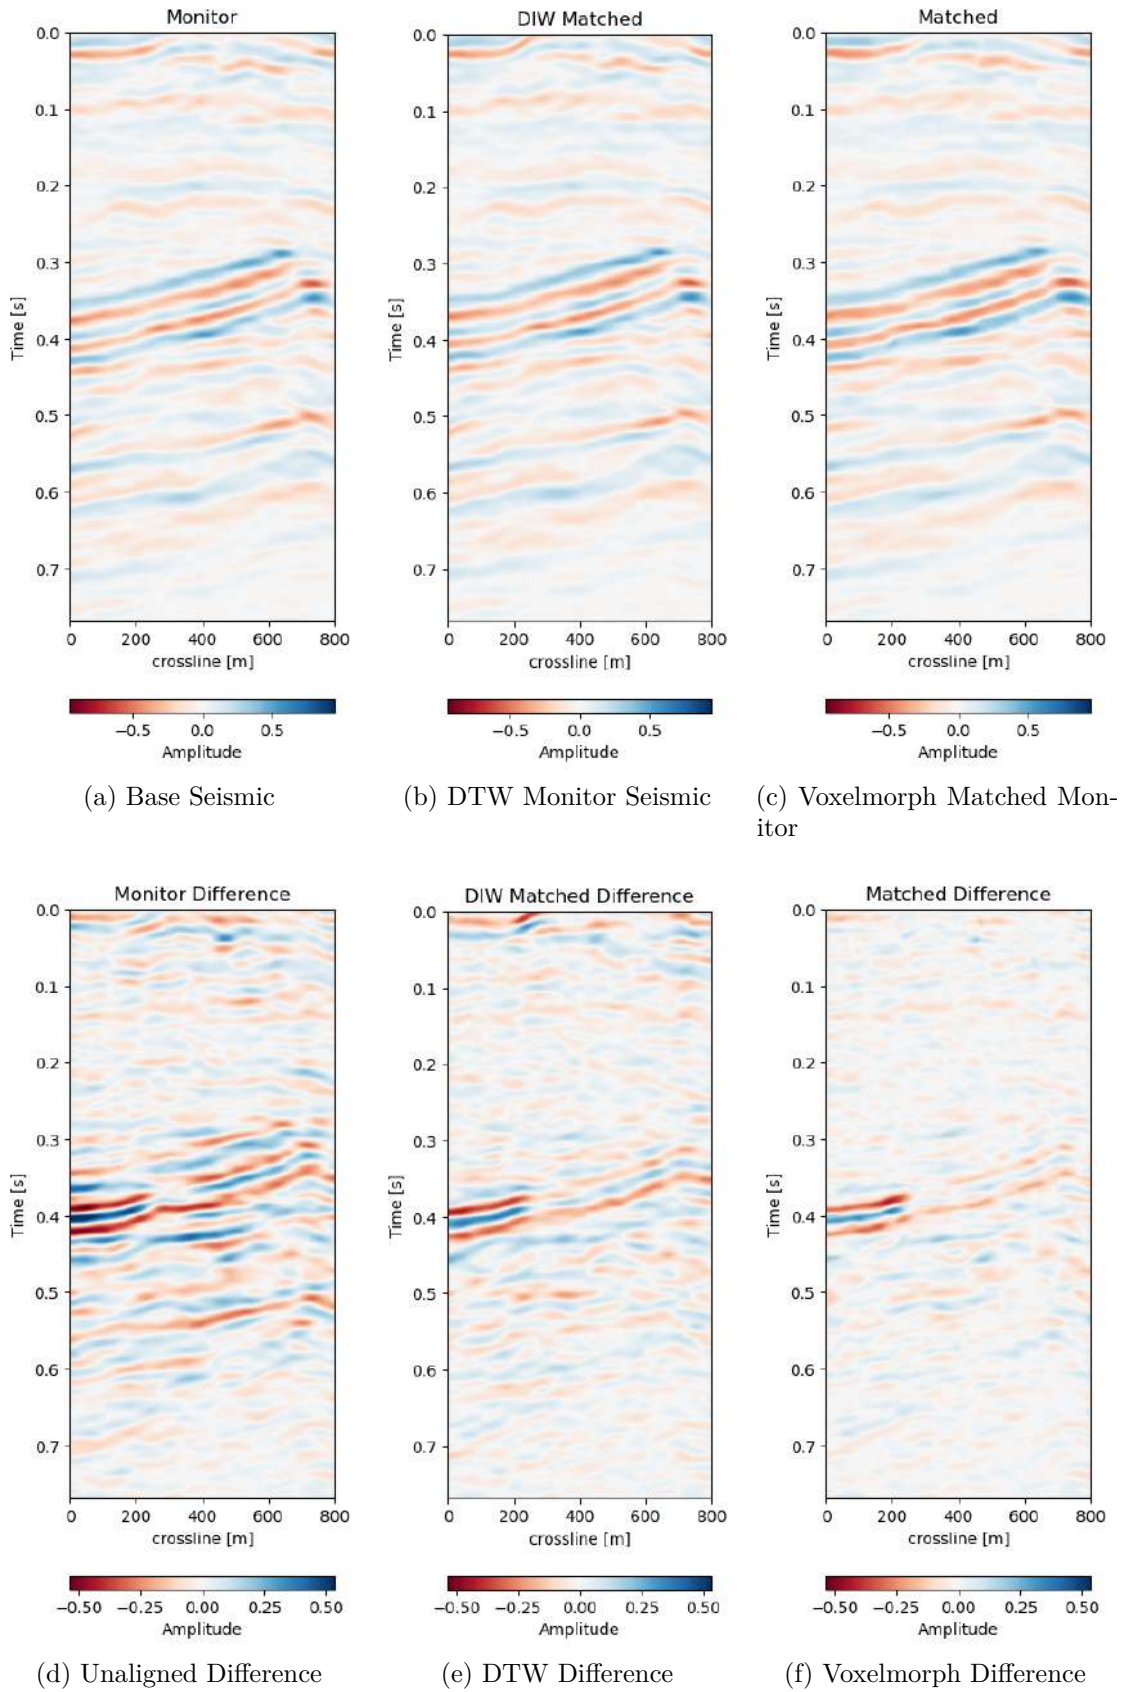 Monitor
DIW Matched
Matched
0.0
0.1
0.2
0.3
0.4
0.5
0.6
0.7
Time [s]
0 200 400 600 800
crossline [m]
−0.5 0.0 0.5
Amplitude
0.0
0.1
0.2
0.3
0.4
0.5
0.6
0.7
Time [s]
0 200 400 600 800
crossline [m]
−0.5 0.0 0.5
Amplitude
0.0
0.1
0.2
0.3
0.4
0.5
0.6
0.7
Time [s]
0 200 400 600 800
crossline [m]
−0.5 0.0 0.5
Amplitude
(a) Base Seismic
(b) DTW Monitor Seismic
(c) Voxelmorph Matched Mon-
itor
Monitor Difference
DIW Matched Difference
Matched Difference
0.0
0.1
0.2
0.3
0.4
0.5
0.6
0.7
Time [s]
0 200 400 600 800
crossline [m]
−0.50 −0.25 0.00 0.25 0.50
Amplitude
0.0
0.1
0.2
0.3
0.4
0.5
0.6
0.7
Time [s]
0 200 400 600 800
crossline [m]
−0.50 −0.25 0.00 0.25 0.50
Amplitude
0.0
0.1
0.2
0.3
0.4
0.5
0.6
0.7
Time [s]
0 200 400 600 800
crossline [m]
−0.50 −0.25 0.00 0.25 0.50
Amplitude
(d) Unaligned Difference
(e) DTW Difference
(f) Voxelmorph Difference